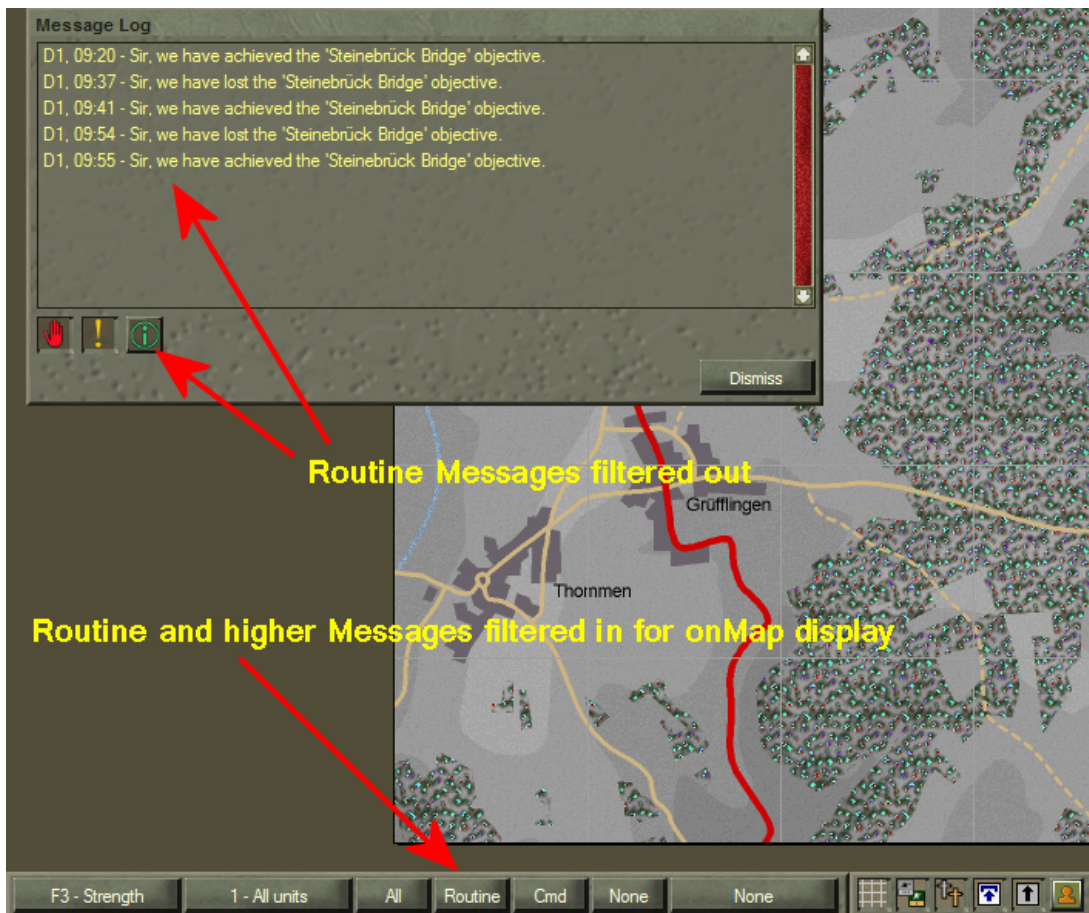 Message Log
D1, 09:20 - Sir, we have achieved the 'Steinebrück Bridge' objective.
D1, 09:37 - Sir, we have lost the 'Steinebrück Bridge' objective.
D1, 09:41 - Sir, we have achieved the 'Steinebrück Bridge' objective.
D1, 09:54 - Sir, we have lost the 'Steinebrück Bridge' objective.
D1, 09:55 - Sir, we have achieved the 'Steinebrück Bridge' objective.
Dismiss
Routine Messages filtered out
Grüfflingen
Thommen
Routine and higher Messages filtered in for onMap display
F3 - Strength 1 - All units All Routine Cmd None None